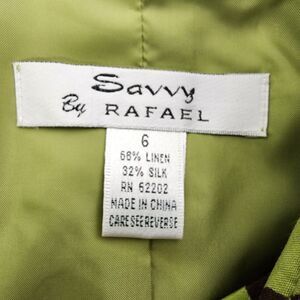 Savvy
By RAFAEL
6
68% LINEN
32% SILK
RN 62202
MADE IN CHINA
CARE SEE REVERSE